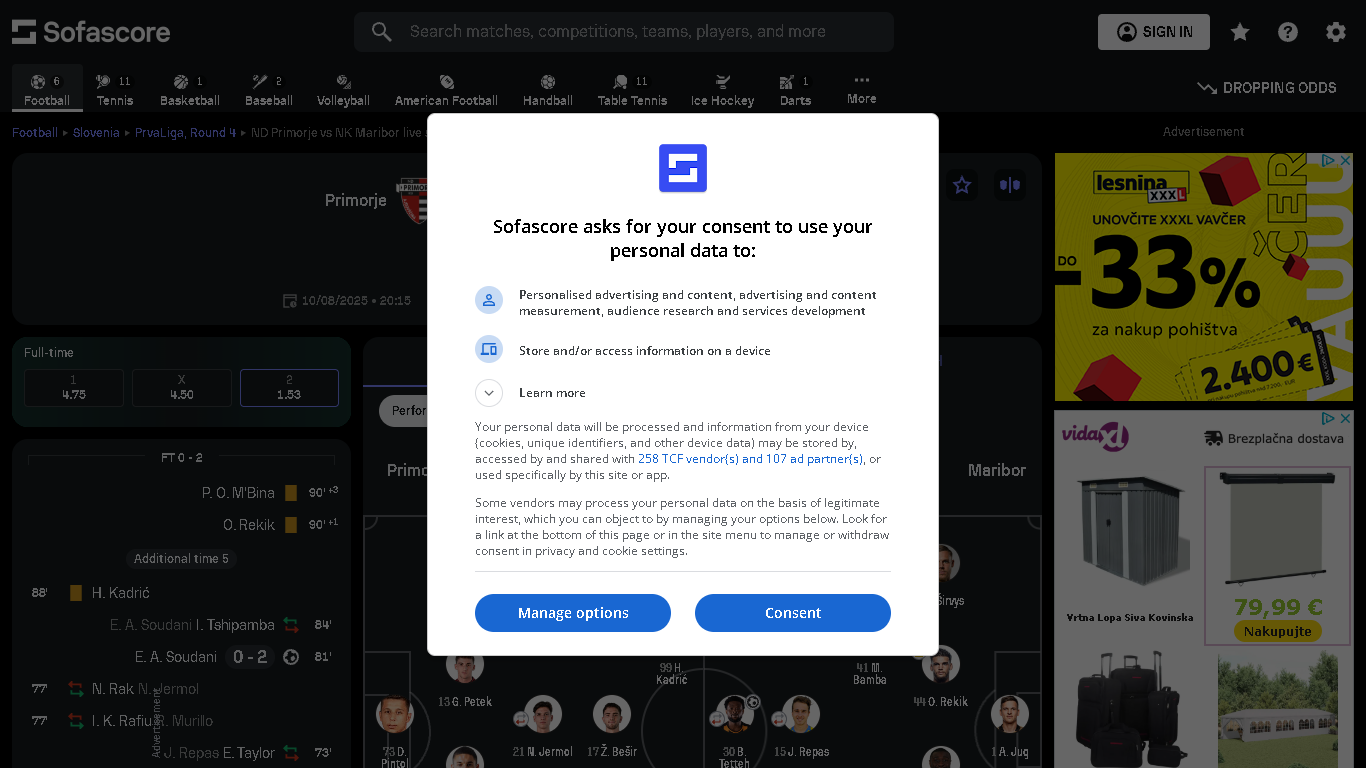 Sofascore
Search matches, competitions, teams, players, and more
SIGN IN
6
Football
11
Tennis
1
Basketball
2
Baseball
Volleyball
American Football
Handball
11
Table Tennis
Ice Hockey
1
Darts
More
DROPPING ODDS
Football
Slovenia
PrvaLiga, Round 4
ND Primorje vs NK Maribor live
Advertisement
Primorje
10/08/2025 • 20:15
Full-time
1
4.75
X
4.50
2
1.53
FT 0 - 2
P. O. M'Bina
90' +3
O. Rekik
90' +1
Additional time 5
88'
H. Kadrić
E. A. Soudani I. Tshipamba
84'
E. A. Soudani
0 - 2
81'
77'
N. Rak N. Jermol
77'
I. K. Rafiu R. Murillo
J. Repas E. Taylor
73'
Advertisement
Sofascore asks for your consent to use your
personal data to:
Personalised advertising and content, advertising and content
measurement, audience research and services development
Store and/or access information on a device
Learn more
Your personal data will be processed and information from your device
(cookies, unique identifiers, and other device data) may be stored by,
accessed by and shared with 258 TCF vendor(s) and 107 ad partner(s), or
used specifically by this site or app.
Some vendors may process your personal data on the basis of legitimate
interest, which you can object to by managing your options below. Look for
a link at the bottom of this page or in the site menu to manage or withdraw
consent in privacy and cookie settings.
Manage options
Consent
Maribor
13 G. Petek
99 H.
Kadrić
41 M.
Bamba
44 O. Rekik
73 D.
Pintol
21 N. Jermol
17 Ž. Bešir
30 B.
Tetteh
15 J. Repas
1 A. Jug
lesnina
XXXL
UNOVČITE XXXL VAVČER
DO
-33%
za nakup pohištva
2.400€
vidaXL
Brezplačna dostava
Vrtna Lopa Siva Kovinska
79,99 €
Nakupujte